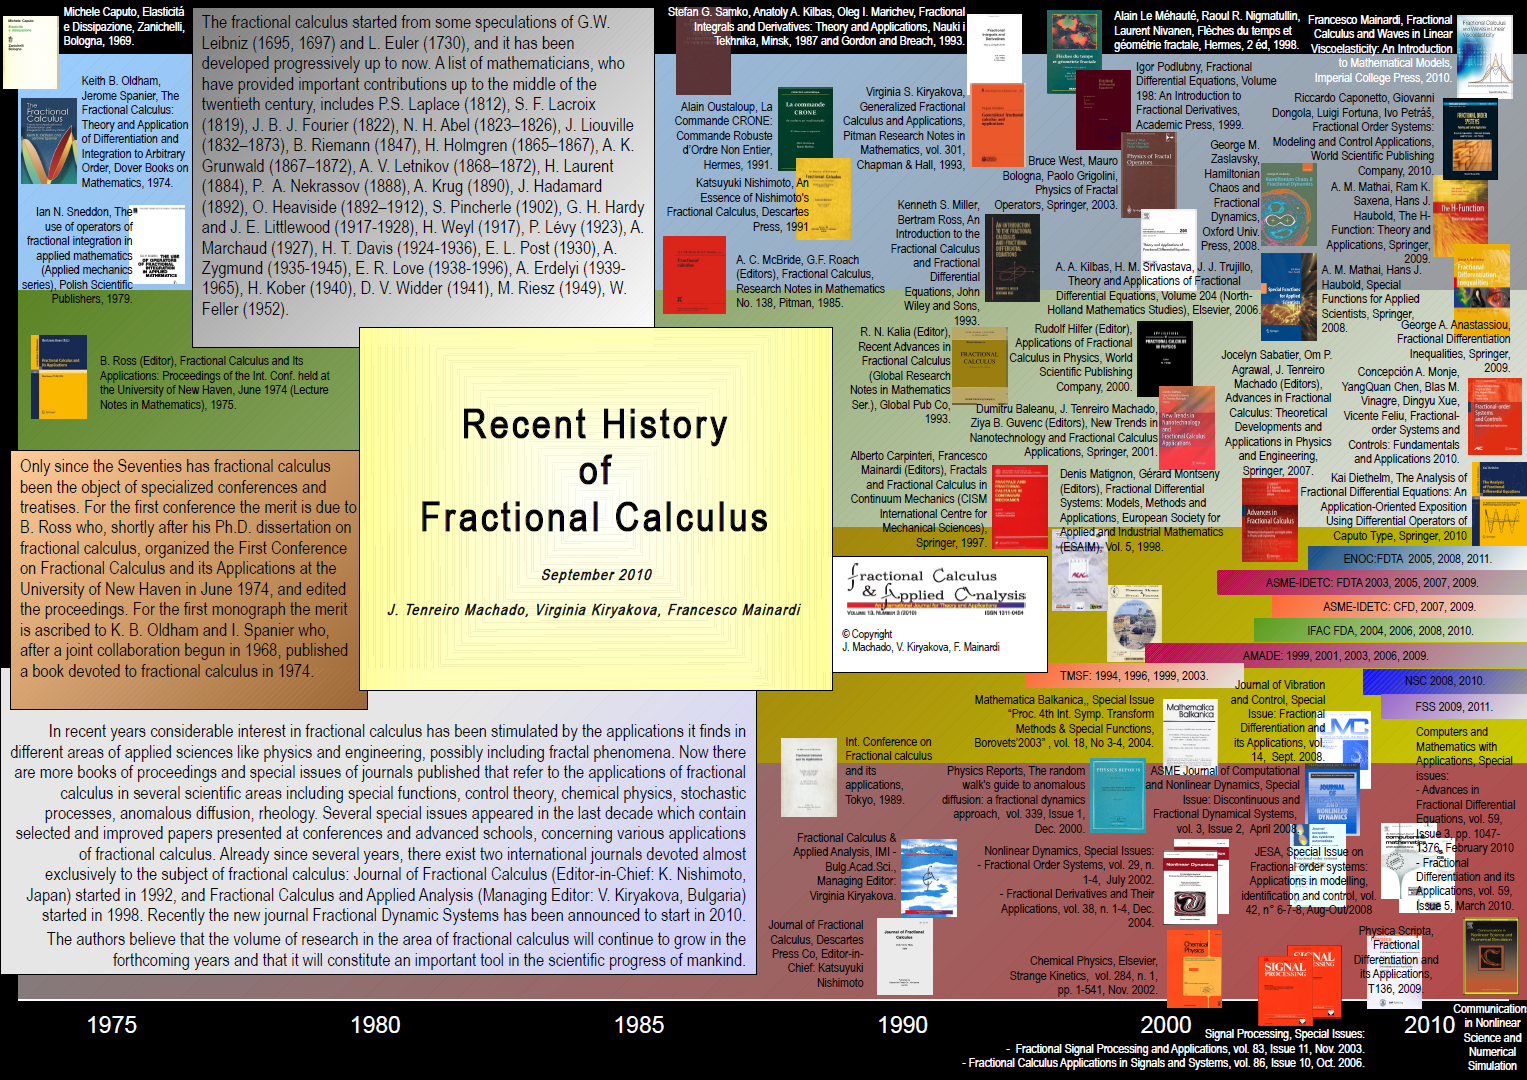 Michele Caputo, Elasticitá
e Dissipazione, Zanichelli,
Bologna, 1969.
Keith B. Oldham,
Jerome Spanier, The
Fractional Calculus:
Theory and Application
of Differentiation and
Integration to Arbitrary
Order, Dover Books on
Mathematics, 1974.
Ian N. Sneddon, The
use of operators of
fractional integration in
applied mathematics
(Applied mechanics
series), Polish Scientific
Publishers, 1979.
B. Ross (Editor), Fractional Calculus and Its
Applications: Proceedings of the Int. Conf. held at
the University of New Haven, June 1974 (Lecture
Notes in Mathematics), 1975.
The fractional calculus started from some speculations of G.W.
Leibniz (1695, 1697) and L. Euler (1730), and it has been
developed progressively up to now. A list of mathematicians, who
have provided important contributions up to the middle of the
twentieth century, includes P.S. Laplace (1812), S. F. Lacroix
(1819), J. B. J. Fourier (1822), N. H. Abel (1823–1826), J. Liouville
(1832–1873), B. Riemann (1847), H. Holmgren (1865–1867), A. K.
Grunwald (1867–1872), A. V. Letnikov (1868–1872), H. Laurent
(1884), P. A. Nekrassov (1888), A. Krug (1890), J. Hadamard
(1892), O. Heaviside (1892–1912), S. Pincherle (1902), G. H. Hardy
and J. E. Littlewood (1917-1928), H. Weyl (1917), P. Lévy (1923), A.
Marchaud (1927), H. T. Davis (1924-1936), E. L. Post (1930), A.
Zygmund (1935-1945), E. R. Love (1938-1996), A. Erdelyi (1939-
1965), H. Kober (1940), D. V. Widder (1941), M. Riesz (1949), W.
Feller (1952).
Only since the Seventies has fractional calculus
been the object of specialized conferences and
treatises. For the first conference the merit is due to
B. Ross who, shortly after his Ph.D. dissertation on
fractional calculus, organized the First Conference
on Fractional Calculus and its Applications at the
University of New Haven in June 1974, and edited
the proceedings. For the first monograph the merit
is ascribed to K. B. Oldham and I. Spanier who,
after a joint collaboration begun in 1968, published
a book devoted to fractional calculus in 1974.
Recent History
of
Fractional Calculus
September 2010
J. Tenreiro Machado, Virginia Kiryakova, Francesco Mainardi
In recent years considerable interest in fractional calculus has been stimulated by the applications it finds in
different areas of applied sciences like physics and engineering, possibly including fractal phenomena. Now there
are more books of proceedings and special issues of journals published that refer to the applications of fractional
calculus in several scientific areas including special functions, control theory, chemical physics, stochastic
processes, anomalous diffusion, rheology. Several special issues appeared in the last decade which contain
selected and improved papers presented at conferences and advanced schools, concerning various applications
of fractional calculus. Already since several years, there exist two international journals devoted almost
exclusively to the subject of fractional calculus: Journal of Fractional Calculus (Editor-in-Chief: K. Nishimoto,
Japan) started in 1992, and Fractional Calculus and Applied Analysis (Managing Editor: V. Kiryakova, Bulgaria)
started in 1998. Recently the new journal Fractional Dynamic Systems has been announced to start in 2010.
The authors believe that the volume of research in the area of fractional calculus will continue to grow in the
forthcoming years and that it will constitute an important tool in the scientific progress of mankind.
Stefan G. Samko, Anatoly A. Kilbas, Oleg I. Marichev, Fractional
Integrals and Derivatives: Theory and Applications, Nauki i
Tekhnika, Minsk, 1987 and Gordon and Breach, 1993.
Alain Oustaloup, La
Commande CRONE:
Commande Robuste
d'Ordre Non Entier,
Hermes, 1991.
Katsuyuki Nishimoto, An
Essence of Nishimoto's
Fractional Calculus, Descartes
Press, 1991
A. C. McBride, G.F. Roach
(Editors), Fractional Calculus,
Research Notes in Mathematics
No. 138, Pitman, 1985.
Virginia S. Kiryakova,
Generalized Fractional
Calculus and Applications,
Pitman Research Notes in
Mathematics, vol. 301,
Chapman & Hall, 1993,
Kenneth S. Miller,
Bertram Ross, An
Introduction to the
Fractional Calculus
and Fractional
Differential
Equations, John
Wiley and Sons,
1993.
R. N. Kalia (Editor),
Recent Advances in
Fractional Calculus
(Global Research
Notes in Mathematics
Ser.), Global Pub Co,
1993.
Alberto Carpinteri, Francesco
Mainardi (Editors), Fractals
and Fractional Calculus in
Continuum Mechanics (CISM
International Centre for
Mechanical Sciences),
Springer, 1997.
Alain Le Méhauté, Raoul R. Nigmatullin,
Laurent Nivanen, Flèches du temps et
géométrie fractale, Hermes, 2 éd, 1998.
Igor Podlubny, Fractional
Differential Equations, Volume
198: An Introduction to
Fractional Derivatives,
Academic Press, 1999.
Bruce West, Mauro
Bologna, Paolo Grigolini,
Physics of Fractal
Operators, Springer, 2003.
George M.
Zaslavsky,
Hamiltonian
Chaos and
Fractional
Dynamics,
Oxford Univ.
Press, 2008.
A. A. Kilbas, H. M. Srivastava, J. J. Trujillo,
Theory and Applications of Fractional
Differential Equations, Volume 204 (North-
Holland Mathematics Studies), Elsevier, 2006.
Rudolf Hilfer (Editor),
Applications of Fractional
Calculus in Physics, World
Scientific Publishing
Company, 2000.
Dumitru Baleanu, J. Tenreiro Machado,
Ziya B. Guvenc (Editors), New Trends in
Nanotechnology and Fractional Calculus
Applications, Springer, 2001.
Denis Matignon, Gérard Montseny
(Editors), Fractional Differential
Systems: Models, Methods and
Applications, European Society for
Applied and Industrial Mathematics
(ESAIM), Vol. 5, 1998.
Francesco Mainardi, Fractional
Calculus and Waves in Linear
Viscoelasticity: An Introduction
to Mathematical Models,
Imperial College Press, 2010.
Riccardo Caponetto, Giovanni
Dongola, Luigi Fortuna, Ivo Petráš,
Fractional Order Systems:
Modeling and Control Applications,
World Scientific Publishing
Company, 2010.
A. M. Mathai, Ram K.
Saxena, Hans J.
Haubold, The H-
Function: Theory and
Applications, Springer,
2009.
A. M. Mathai, Hans J.
Haubold, Special
Functions for Applied
Scientists, Springer,
2008.
George A. Anastassiou,
Fractional Differentiation
Inequalities, Springer,
2009.
Jocelyn Sabatier, Om P.
Agrawal, J. Tenreiro
Machado (Editors),
Advances in Fractional
Calculus: Theoretical
Developments and
Applications in Physics
and Engineering,
Springer, 2007.
Concepción A. Monje,
YangQuan Chen, Blas M.
Vinagre, Dingyu Xue,
Vicente Feliu, Fractional-
order Systems and
Controls: Fundamentals
and Applications 2010.
Kai Diethelm, The Analysis of
Fractional Differential Equations: An
Application-Oriented Exposition
Using Differential Operators of
Caputo Type, Springer, 2010
ENOC:FDTA 2005, 2008, 2011.
ASME-IDETC: FDTA 2003, 2005, 2007, 2009.
ASME-IDETC: CFD, 2007, 2009.
IFAC FDA, 2004, 2006, 2008, 2010.
AMADE: 1999, 2001, 2003, 2006, 2009.
TMSF: 1994, 1996, 1999, 2003.
NSC 2008, 2010.
FSS 2009, 2011.
Fractional Calculus
& Applied Analysis
An International Journal for Theory and Applications
VOLUME 13, NUMBER 3 (2010) ISSN 1311-0454
© Copyright
J. Machado, V. Kiryakova, F. Mainardi
Int. Conference on
Fractional calculus
and its
applications,
Tokyo, 1989.
Fractional Calculus &
Applied Analysis, IMI -
Bulg.Acad.Sci.,
Managing Editor:
Virginia Kiryakova.
Journal of Fractional
Calculus, Descartes
Press Co, Editor-in-
Chief: Katsuyuki
Nishimoto
Mathematica Balkanica,, Special Issue
"Proc. 4th Int. Symp. Transform
Methods & Special Functions,
Borovets'2003" , vol. 18, No 3-4, 2004.
Physics Reports, The random
walk's guide to anomalous
diffusion: a fractional dynamics
approach, vol. 339, Issue 1,
Dec. 2000.
Nonlinear Dynamics, Special Issues:
- Fractional Order Systems, vol. 29, n.
1-4, July 2002.
- Fractional Derivatives and Their
Applications, vol. 38, n. 1-4, Dec.
2004.
Chemical Physics, Elsevier,
Strange Kinetics, vol. 284, n. 1,
pp. 1-541, Nov. 2002.
Journal of Vibration
and Control, Special
Issue: Fractional
Differentiation and
its Applications, vol.
14, Sept. 2008.
ASME Journal of Computational
and Nonlinear Dynamics, Special
Issue: Discontinuous and
Fractional Dynamical Systems,
vol. 3, Issue 2, April 2008
JESA, Special Issue on
Fractional order systems:
Applications in modelling,
identification and control, vol.
42, n° 6-7-8, Aug-Out/2008
Computers and
Mathematics with
Applications, Special
issues:
- Advances in
Fractional Differential
Equations, vol. 59,
Issue 3, pp. 1047-
1376, February 2010
- Fractional
Differentiation and its
Applications, vol. 59,
Issue 5, March 2010.
Physica Scripta,
Fractional
Differentiation and
its Applications,
T136, 2009.
Signal Processing, Special Issues:
- Fractional Signal Processing and Applications, vol. 83, Issue 11, Nov. 2003.
- Fractional Calculus Applications in Signals and Systems, vol. 86, Issue 10, Oct. 2006.
Communications
in Nonlinear
Science and
Numerical
Simulation
1975
1980
1985
1990
2000
2010